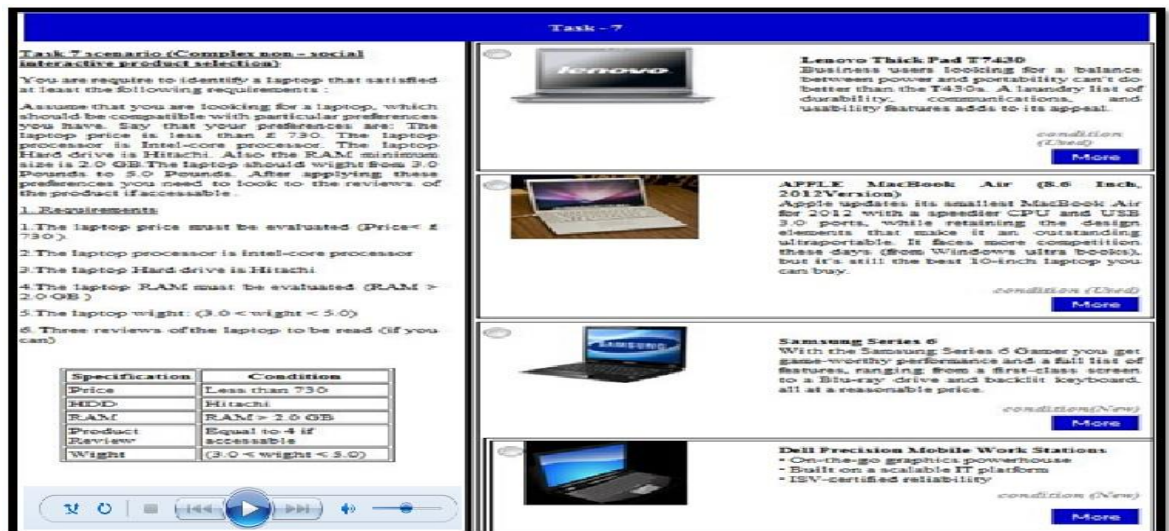 Task - 7
Task 7 scenario (Complex non - social
interactive product selection)
You are require to identify a laptop that satisfied
at least the following requirements :
Assume that you are looking for a laptop, which
should be compatible with particular preferences
you have. Say that your preferences are: The
laptop price is less than £ 730. The laptop
processor is Intel-core processor. The laptop
Hard drive is Hitachi. Also the RAM minimum
size is 2.0 GB.The laptop should wight from 3.0
Pounds to 5.0 Pounds. After applying these
preferences you need to look to the reviews of
the product if accessable.
1. Requirements
1.The laptop price must be evaluated (Price< £
730 ).
2.The laptop processor is intel-core processor
3.The laptop Hard drive is Hitachi
4.The laptop RAM must be evaluated (RAM >
2.0 GB )
5.The laptop wight: (3.0 < wight < 5.0)
6. Three reviews of the laptop to be read (if you
can)
Specification Condition
Price Less than 730
HDD Hitachi
RAM RAM > 2.0 GB
Product Review Equal to 4 if accessable
Wight (3.0 < wight < 5.0)
lenovo
Lenovo Thick Pad T7430
Business users looking for a balance
between power and portability can't do
better than the T430s. A laundry list of
durability, communications, and
usability features adds to its appeal.
condition
(Used)
More
APPLE MacBook Air (8.6 Inch,
2012Version)
Apple updates its smallest MacBook Air
for 2012 with a speedier CPU and USB
3.0 ports, while retaining the design
elements that make it an outstanding
ultraportable. It faces more competition
these days (from Windows ultra books),
but it's still the best 10-inch laptop you
can buy.
condition (Used)
More
SAMSUNG
Samsung Series 6
With the Samsung Series 6 Gamer you get
game-worthy performance and a full list of
features, ranging from a first-class screen
to a Blu-ray drive and backlit keyboard,
all at a reasonable price.
condition(New)
More
Dell Precision Mobile Work Stations
• On-the-go graphics powerhouse
• Built on a scalable IT platform
• ISV-certified reliability
condition (New)
More